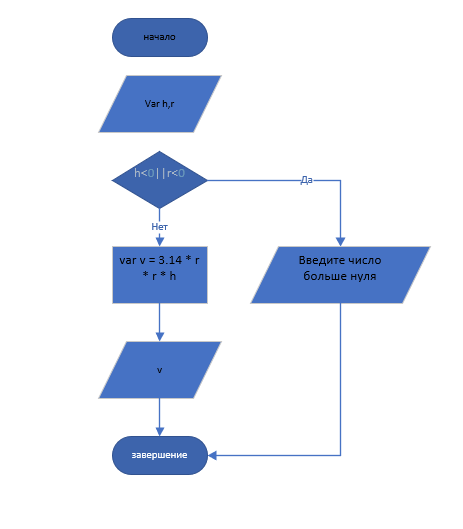 начало
Var h,r
h<0||r<0
Да
Нет
var v = 3.14 * r
* r * h
Введите число
больше нуля
v
завершение